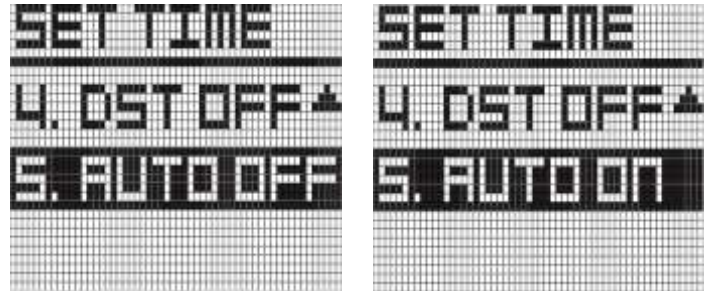 SET TIME
4. DST OFF
5. AUTO OFF
SET TIME
4. DST OFF
5. AUTO ON